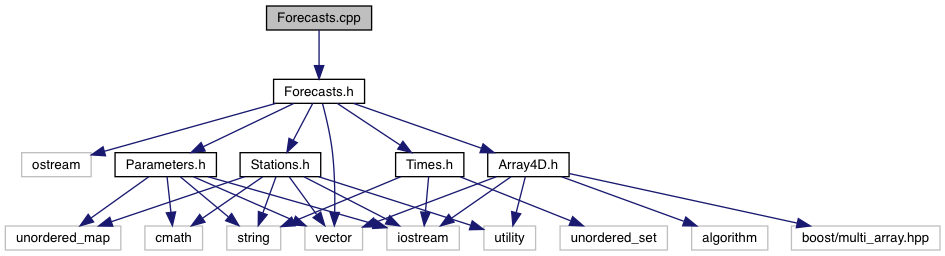 Forecasts.cpp
Forecasts.h
ostream
Parameters.h
Stations.h
Times.h
Array4D.h
unordered_map
cmath
string
vector
iostream
utility
unordered_set
algorithm
boost/multi_array.hpp